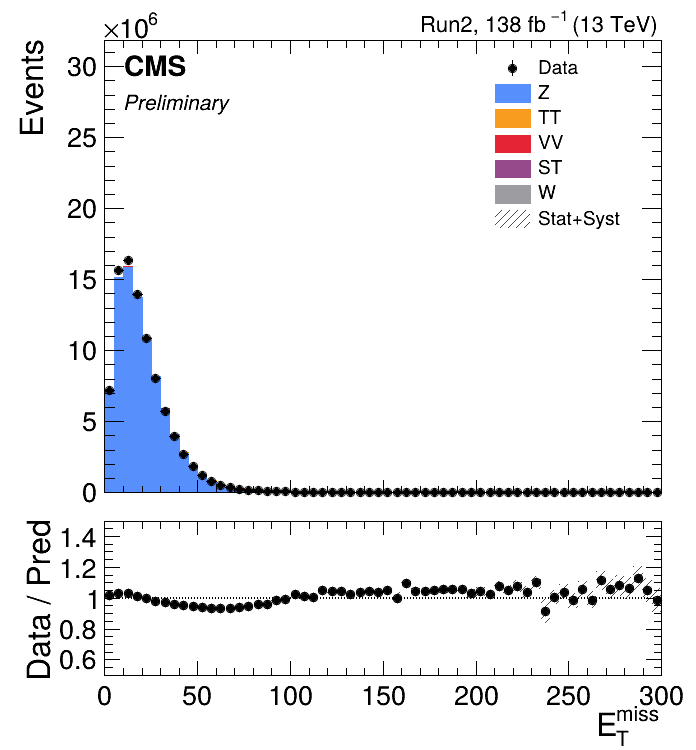 ×10⁶
Run2, 138 fb⁻¹ (13 TeV)
Events
CMS
Preliminary
Data
Z
TT
VV
ST
W
Stat+Syst
30
25
20
15
10
5
0
Data / Pred
1.4
1.2
1
0.8
0.6
0 50 100 150 200 250 300
E_T^miss